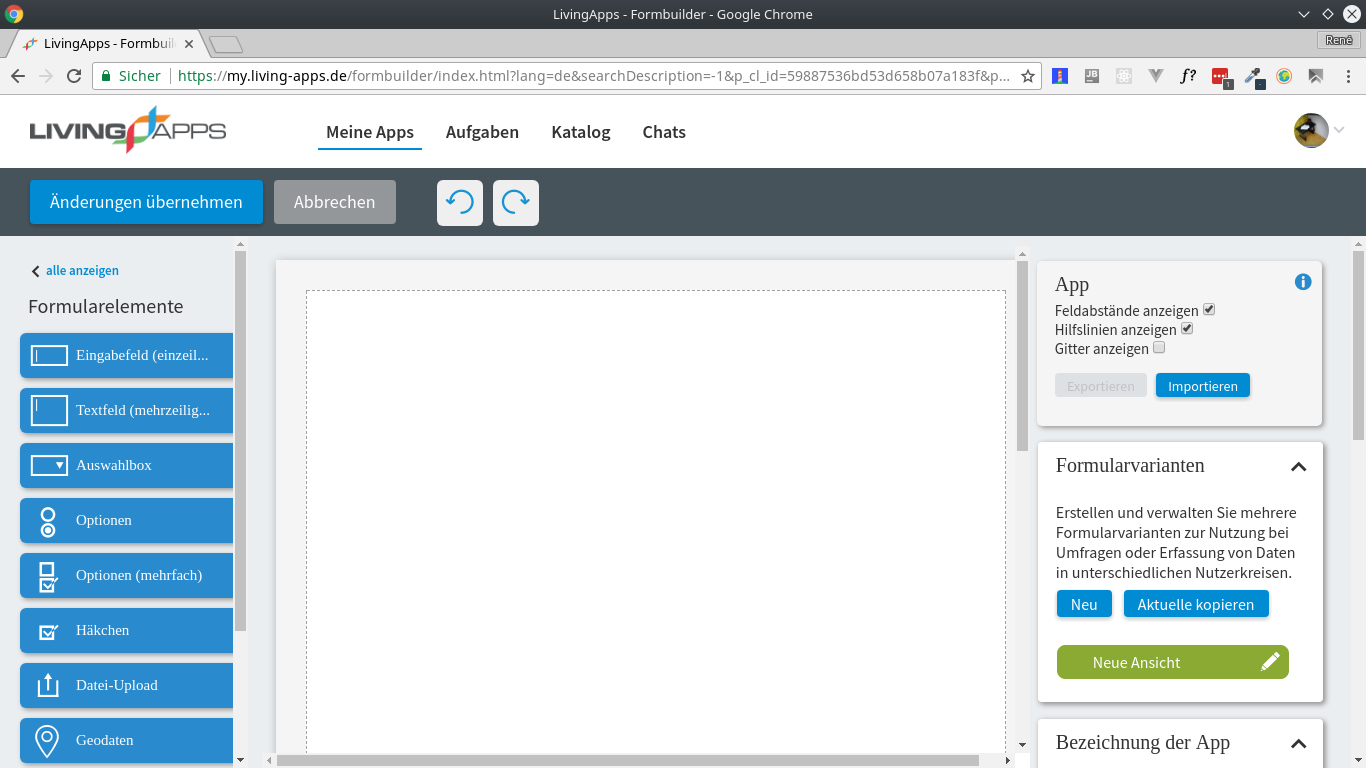 LivingApps - Formbuilder - Google Chrome
LivingApps - Formbuil
René
Sicher
https://my.living-apps.de/formbuilder/index.html?lang=de&searchDescription=-1&p_cl_id=59887536bd53d658b07a183f&p...
JB
f?
1
LIVING APPS
Meine Apps
Aufgaben
Katalog
Chats
Änderungen übernehmen
Abbrechen
alle anzeigen
Formularelemente
Eingabefeld (einzeil...
Textfeld (mehrzeilig...
Auswahlbox
Optionen
Optionen (mehrfach)
Häkchen
Datei-Upload
Geodaten
App
Feldabstände anzeigen
Hilfslinien anzeigen
Gitter anzeigen
Exportieren
Importieren
Formularvarianten
Erstellen und verwalten Sie mehrere
Formularvarianten zur Nutzung bei
Umfragen oder Erfassung von Daten
in unterschiedlichen Nutzerkreisen.
Neu
Aktuelle kopieren
Neue Ansicht
Bezeichnung der App